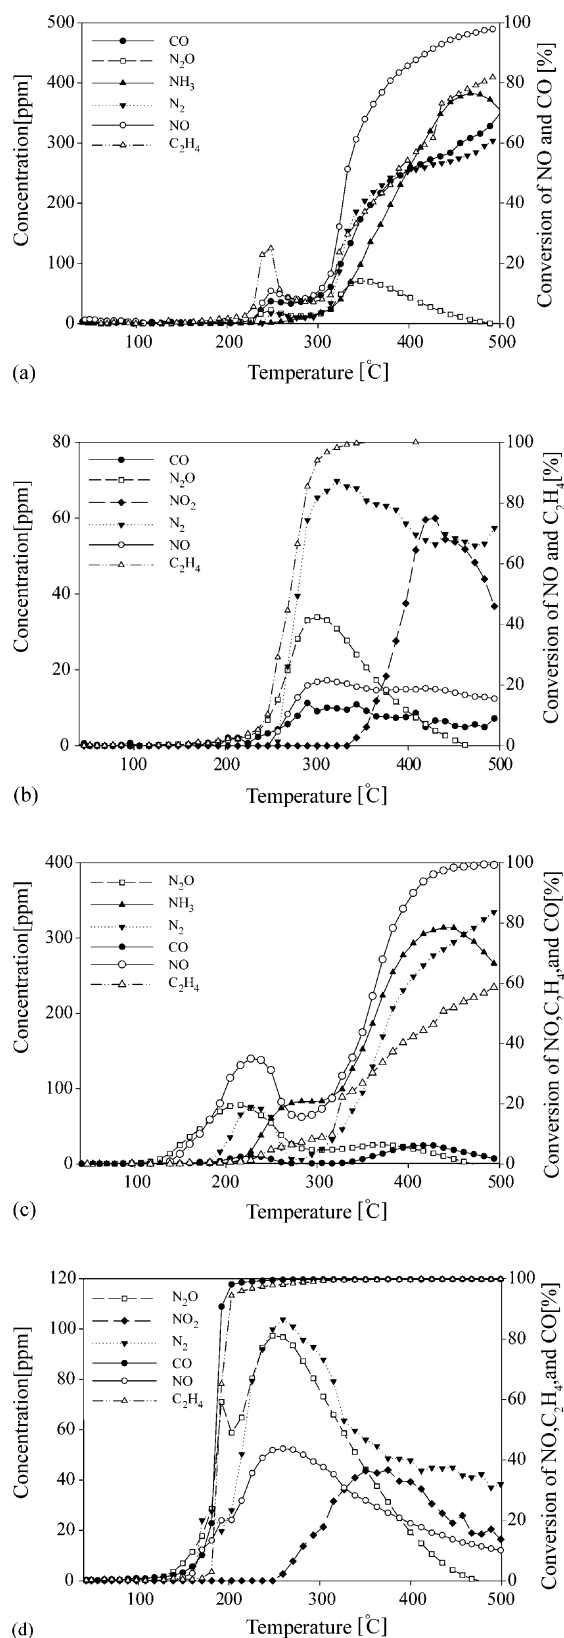 500
400
300
200
100
0
Concentration[ppm]
CO
N₂O
NH₃
N₂
NO
C₂H₄
100
80
60
40
20
0
Conversion of NO and CO [%]
100 200 300 400 500
Temperature [°C]
(a)
80
60
40
20
0
Concentration[ppm]
CO
N₂O
NO₂
N₂
NO
C₂H₄
100
80
60
40
20
0
Conversion of NO and C₂H₄[%]
100 200 300 400 500
Temperature [°C]
(b)
400
300
200
100
0
Concentration[ppm]
N₂O
NH₃
N₂
CO
NO
C₂H₄
100
80
60
40
20
0
Conversion of NO,C₂H₄,and CO[%]
100 200 300 400 500
Temperature [°C]
(c)
120
100
80
60
40
20
0
Concentration[ppm]
N₂O
NO₂
N₂
CO
NO
C₂H₄
100
80
60
40
20
0
Conversion of NO,C₂H₄,and CO[%]
100 200 300 400 500
Temperature [°C]
(d)